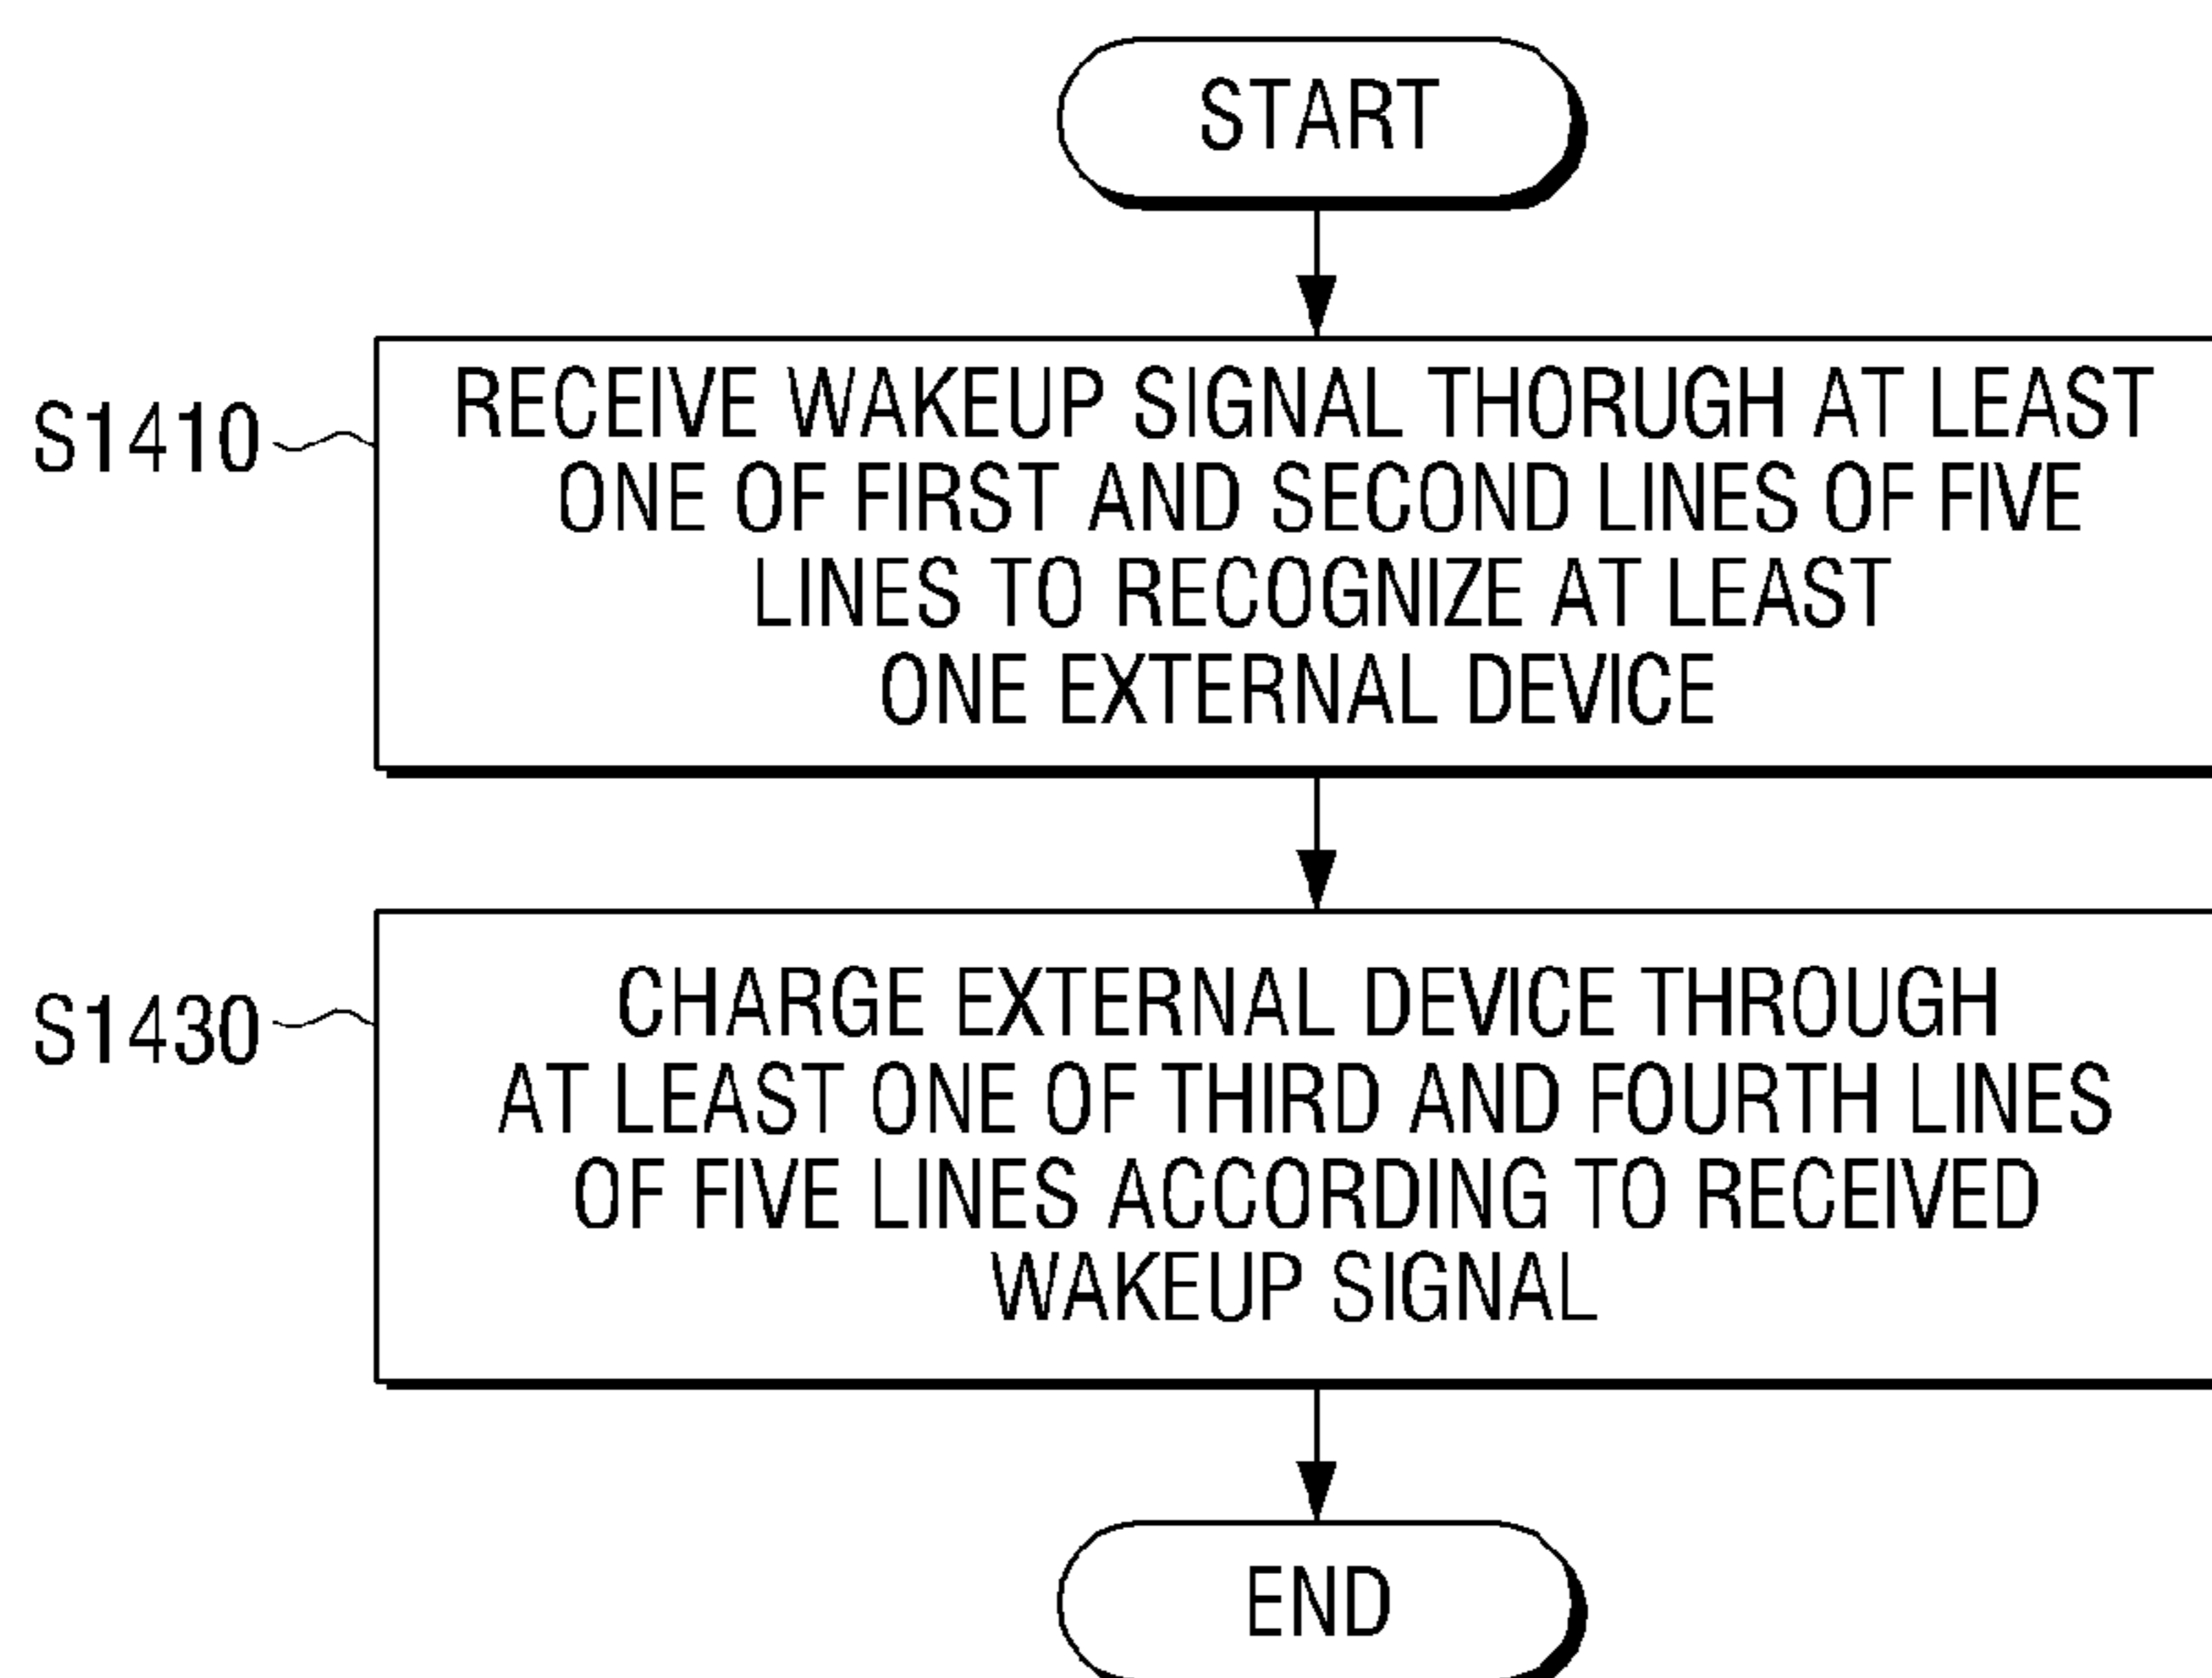 START
S1410
RECEIVE WAKEUP SIGNAL THORUGH AT LEAST
ONE OF FIRST AND SECOND LINES OF FIVE
LINES TO RECOGNIZE AT LEAST
ONE EXTERNAL DEVICE
S1430
CHARGE EXTERNAL DEVICE THROUGH
AT LEAST ONE OF THIRD AND FOURTH LINES
OF FIVE LINES ACCORDING TO RECEIVED
WAKEUP SIGNAL
END